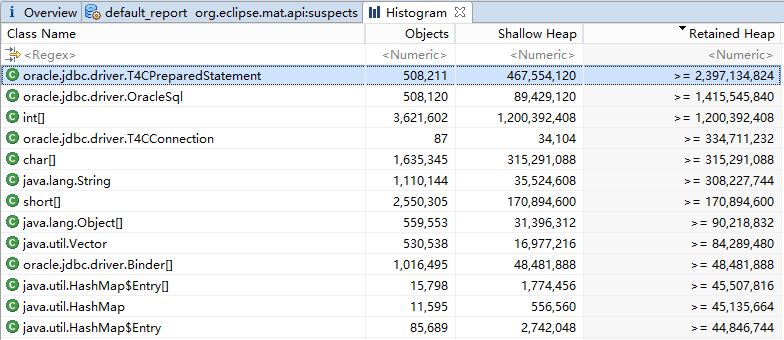 i Overview default_report org.eclipse.mat.api:suspects Histogram
Class Name Objects Shallow Heap Retained Heap
<Regex> <Numeric> <Numeric> <Numeric>
oracle.jdbc.driver.T4CPreparedStatement 508,211 467,554,120 >= 2,397,134,824
oracle.jdbc.driver.OracleSql 508,120 89,429,120 >= 1,415,545,840
int[] 3,621,602 1,200,392,408 >= 1,200,392,408
oracle.jdbc.driver.T4CConnection 87 34,104 >= 334,711,232
char[] 1,635,345 315,291,088 >= 315,291,088
java.lang.String 1,110,144 35,524,608 >= 308,227,744
short[] 2,550,305 170,894,600 >= 170,894,600
java.lang.Object[] 559,553 31,396,312 >= 90,218,832
java.util.Vector 530,538 16,977,216 >= 84,289,480
oracle.jdbc.driver.Binder[] 1,016,495 48,481,888 >= 48,481,888
java.util.HashMap$Entry[] 15,798 1,774,456 >= 45,507,816
java.util.HashMap 11,595 556,560 >= 45,135,664
java.util.HashMap$Entry 85,689 2,742,048 >= 44,846,744